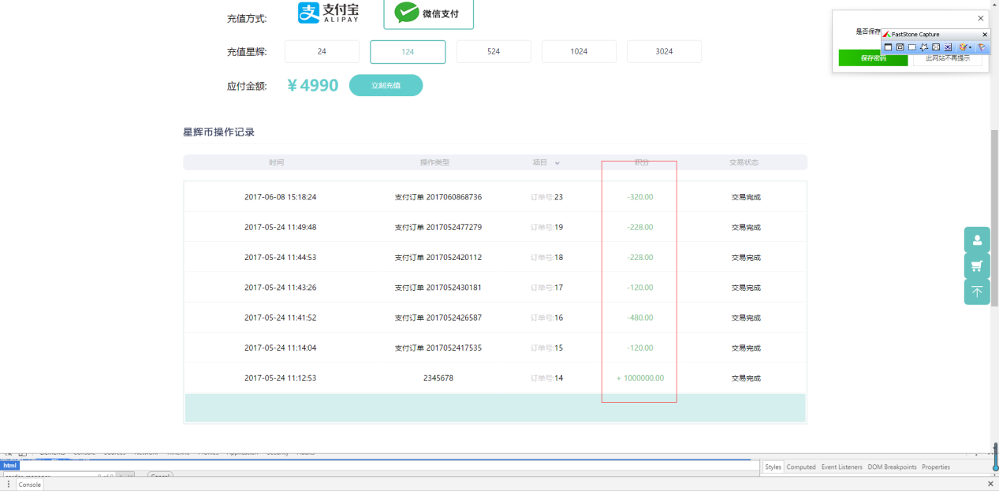 充值方式:
支付宝
ALIPAY
微信支付
充值星辉:
24
124
524
1024
3024
应付金额:
¥4990
立刻充值
是否保存
FastStone Capture
保存密码
此网站不再提示
星辉币操作记录
时间 操作类型 项目 积分 交易状态
2017-06-08 15:18:24 支付订单 2017060868736 订单号:23 -320.00 交易完成
2017-05-24 11:49:48 支付订单 2017052477279 订单号:19 -228.00 交易完成
2017-05-24 11:44:53 支付订单 2017052420112 订单号:18 -228.00 交易完成
2017-05-24 11:43:26 支付订单 2017052430181 订单号:17 -120.00 交易完成
2017-05-24 11:41:52 支付订单 2017052426587 订单号:16 -480.00 交易完成
2017-05-24 11:14:04 支付订单 2017052417535 订单号:15 -120.00 交易完成
2017-05-24 11:12:53 2345678 订单号:14 + 1000000.00 交易完成
html
Styles Computed Event Listeners DOM Breakpoints Properties
Cancel
Console